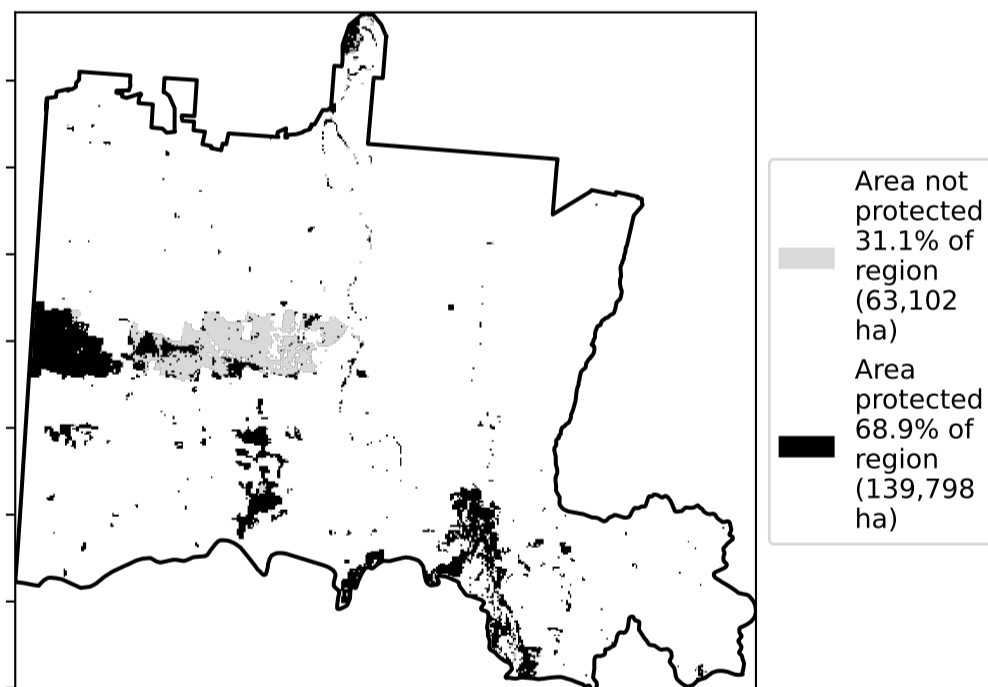 Area not
protected
31.1% of
region
(63,102
ha)
Area
protected
68.9% of
region
(139,798
ha)